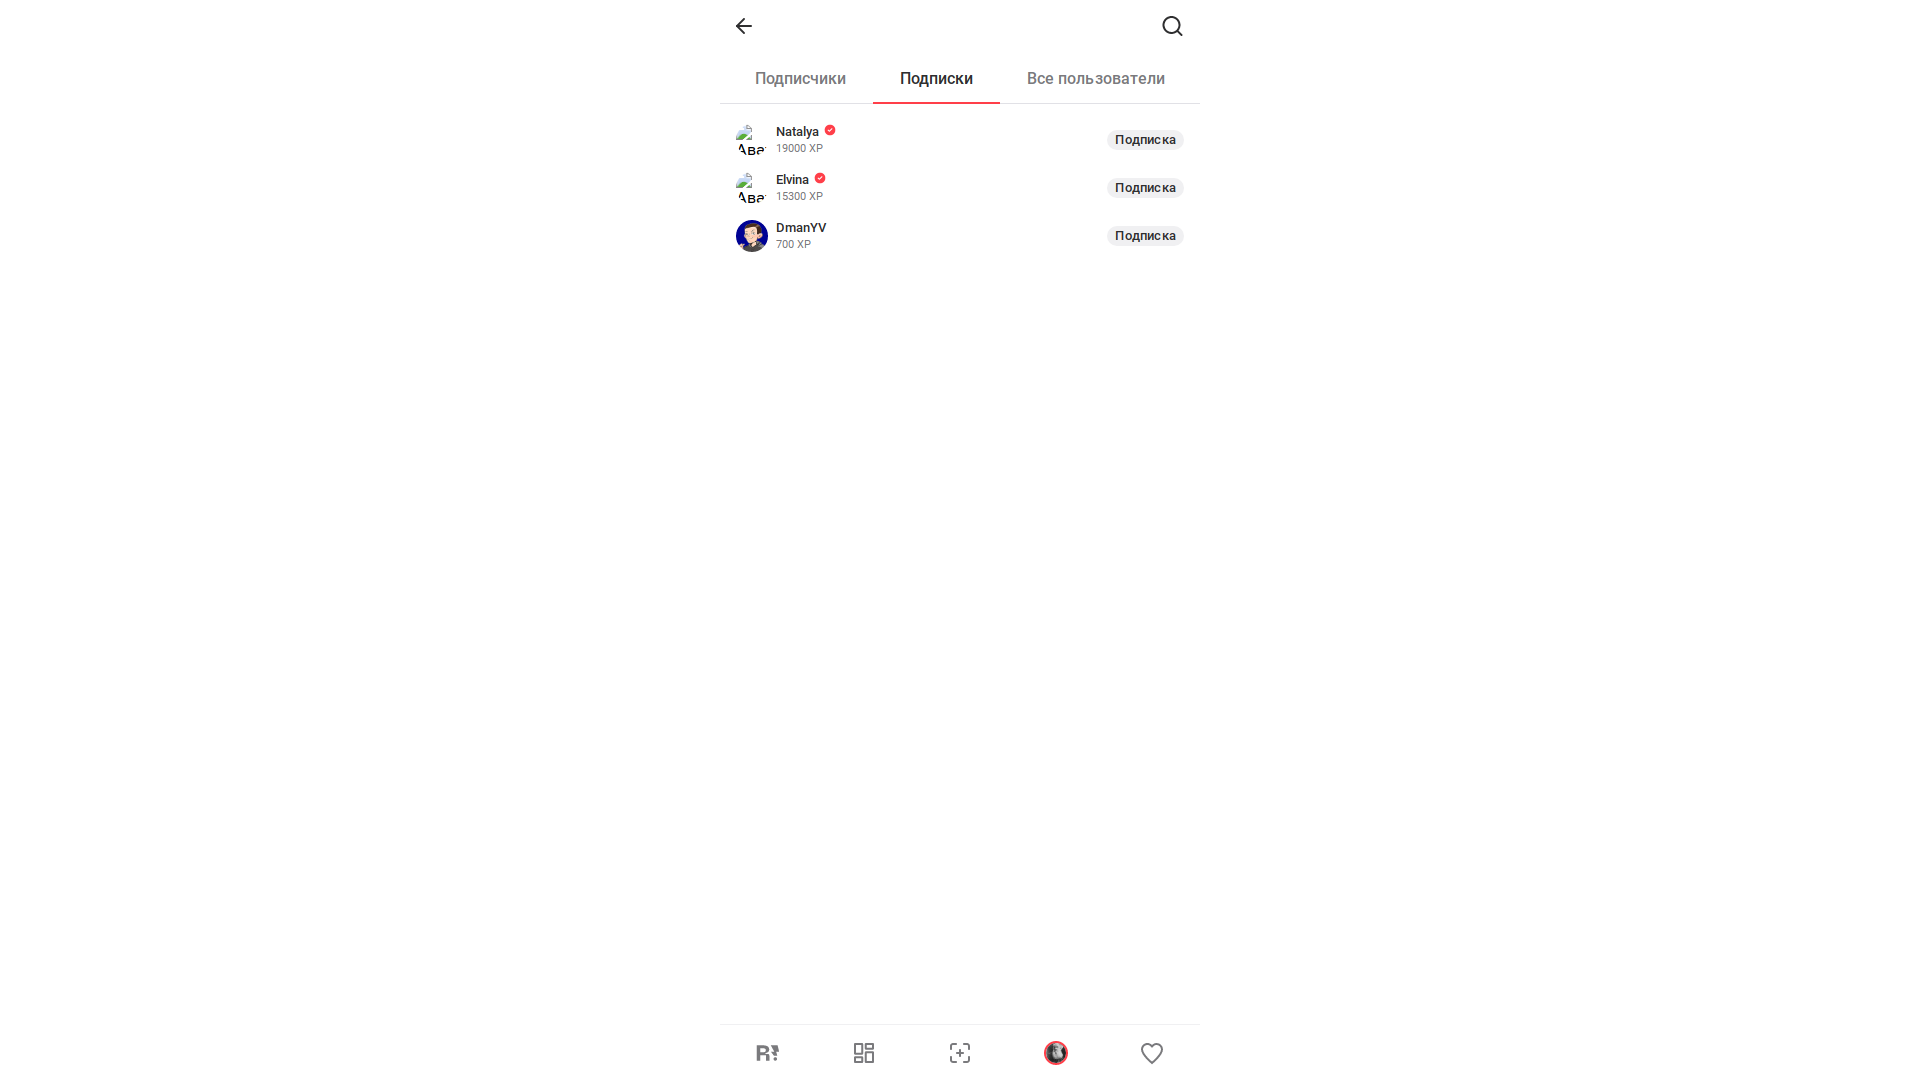 Подписчики Подписки Все пользователи
Natalya
19000 XP
Подписка
Ава
Elvina
15300 XP
Подписка
Ава
DmanYV
700 XP
Подписка
R